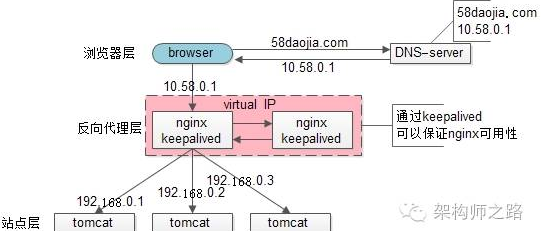 58daojia.com
10.58.0.1
58daojia.com
浏览器层
browser
DNS-server
10.58.0.1
10.58.0.1
virtual IP
反向代理层
nginx
keepalived
nginx
keepalived
通过keepalived
可以保证nginx可用性
192.168.0.1
192.168.0.2
192.168.0.3
站点层
tomcat
tomcat
tomcat
架构师之路